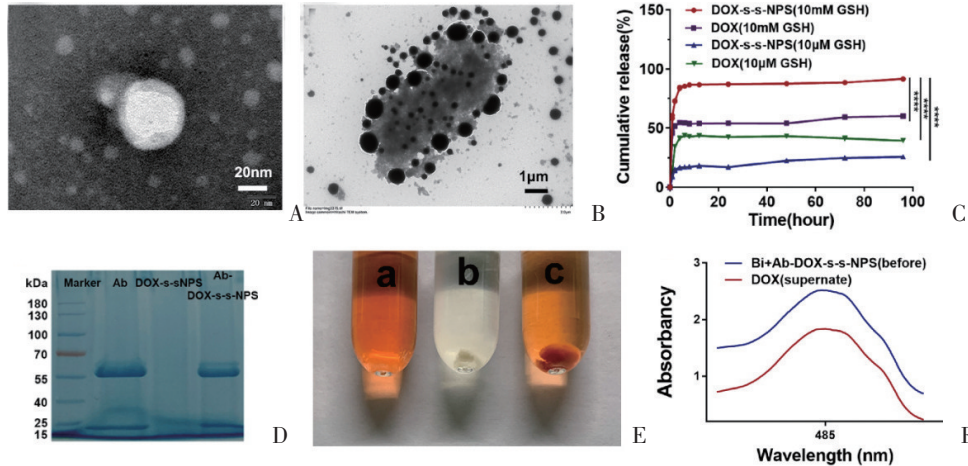 20nm
20 nm
A
1μm
B
150
100
50
0
Cumulative release(%)
DOX-s-s-NPS(10mM GSH)
DOX(10mM GSH)
DOX-s-s-NPS(10μM GSH)
DOX(10μM GSH)
****
****
****
0 20 40 60 80 100
Time(hour)
C
kDa Marker Ab DOX-s-sNPS Ab-
DOX-s-s-NPS
180
130
100
70
55
40
25
15
D
a b c
E
Bi+Ab-DOX-s-s-NPS(before)
DOX(supernate)
3
2
1
Absorbancy
485
Wavelength (nm)